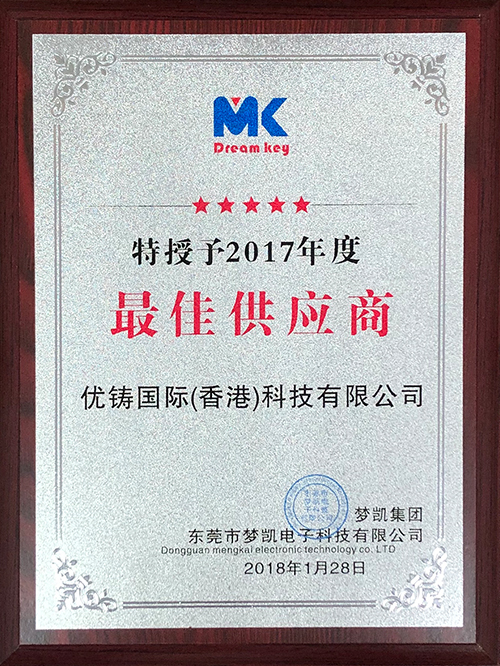 MK
Dream key
特授予2017年度
最佳供应商
优铸国际(香港)科技有限公司
梦凯集团
东莞市梦凯电子科技有限公司
Dongguan mengkai electronic technology co. LTD
2018年1月28日